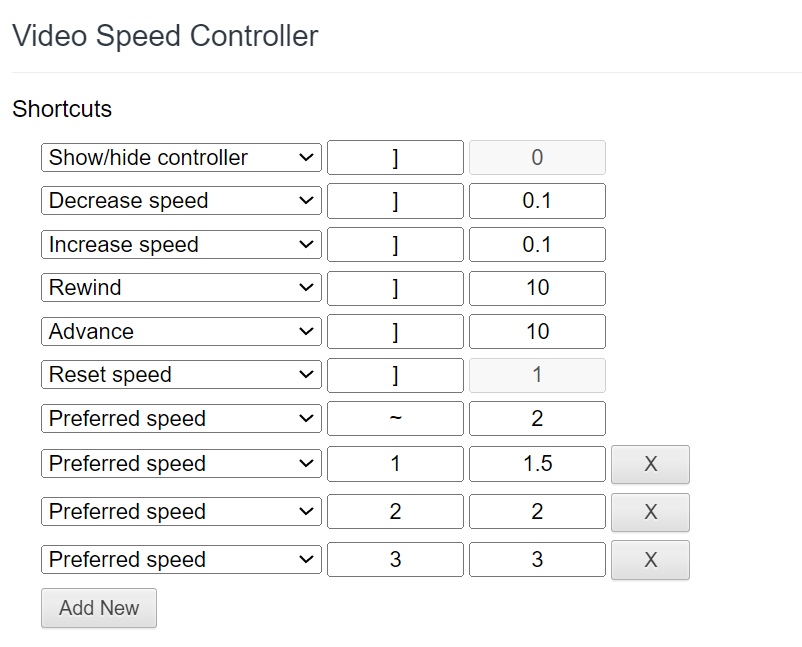 Video Speed Controller
Shortcuts
Show/hide controller ] 0
Decrease speed ] 0.1
Increase speed ] 0.1
Rewind ] 10
Advance ] 10
Reset speed ] 1
Preferred speed ~ 2
Preferred speed 1 1.5 X
Preferred speed 2 2 X
Preferred speed 3 3 X
Add New